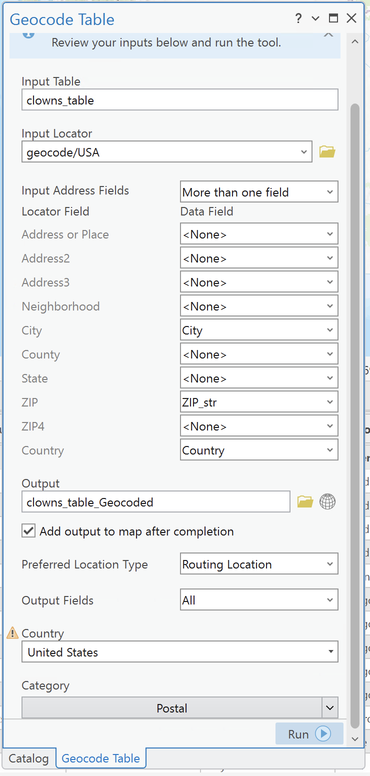 Geocode Table
Review your inputs below and run the tool.
Input Table
clowns_table
Input Locator
geocode/USA
Input Address Fields More than one field
Locator Field Data Field
Address or Place <None>
Address2 <None>
Address3 <None>
Neighborhood <None>
City City
County <None>
State <None>
ZIP ZIP_str
ZIP4 <None>
Country Country
Output
clowns_table_Geocoded
Add output to map after completion
Preferred Location Type Routing Location
Output Fields All
Country
United States
Category
Postal
Run
Catalog Geocode Table